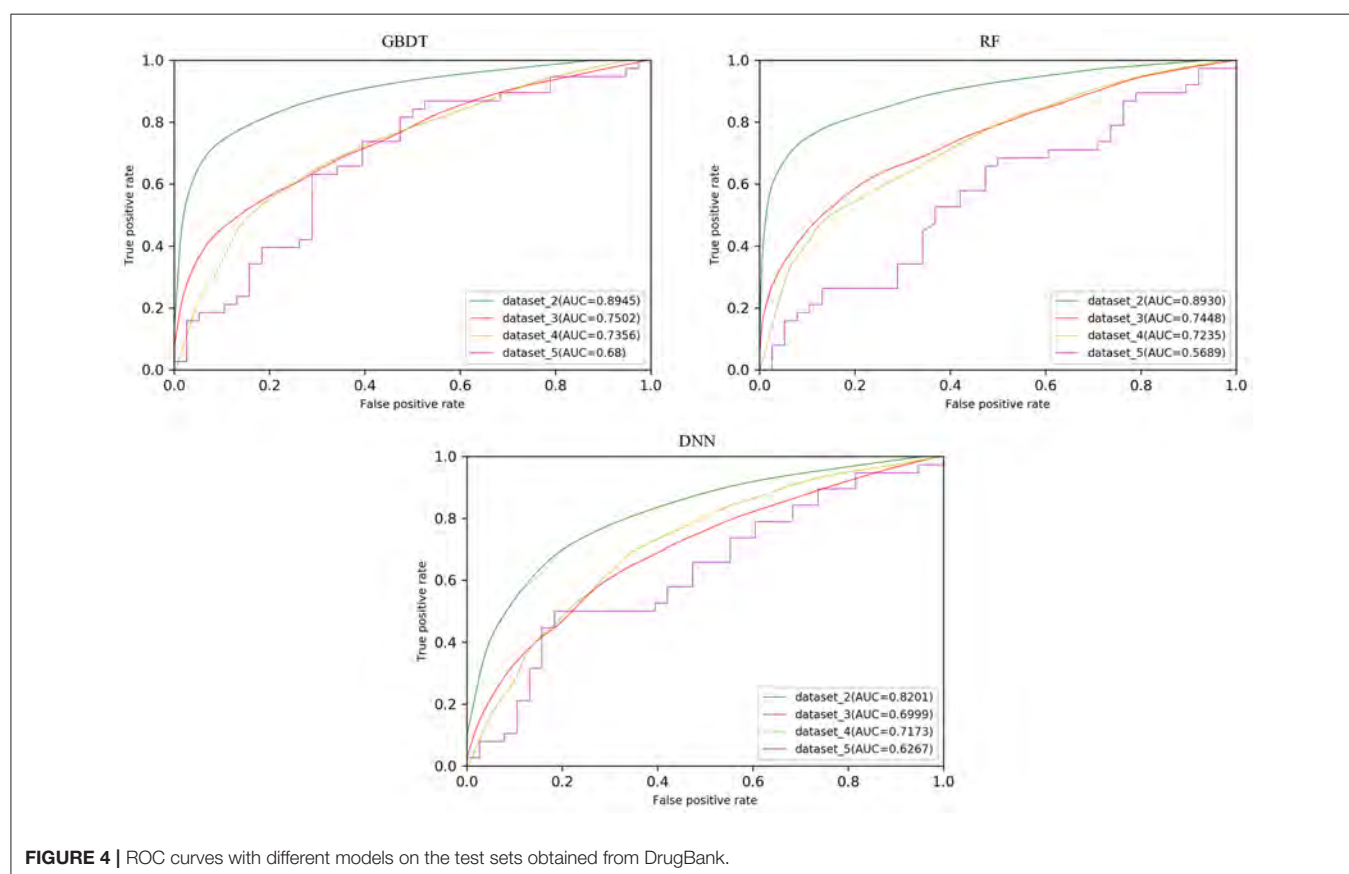 GBDT
1.0
0.8
0.6
0.4
0.2
0.0
True positive rate
0.0 0.2 0.4 0.6 0.8 1.0
False positive rate
dataset_2(AUC=0.8945)
dataset_3(AUC=0.7502)
dataset_4(AUC=0.7356)
dataset_5(AUC=0.68)
RF
1.0
0.8
0.6
0.4
0.2
0.0
True positive rate
0.0 0.2 0.4 0.6 0.8 1.0
False positive rate
dataset_2(AUC=0.8930)
dataset_3(AUC=0.7448)
dataset_4(AUC=0.7235)
dataset_5(AUC=0.5689)
DNN
1.0
0.8
0.6
0.4
0.2
0.0
True positive rate
0.0 0.2 0.4 0.6 0.8 1.0
False positive rate
dataset_2(AUC=0.8201)
dataset_3(AUC=0.6999)
dataset_4(AUC=0.7173)
dataset_5(AUC=0.6267)
FIGURE 4 | ROC curves with different models on the test sets obtained from DrugBank.